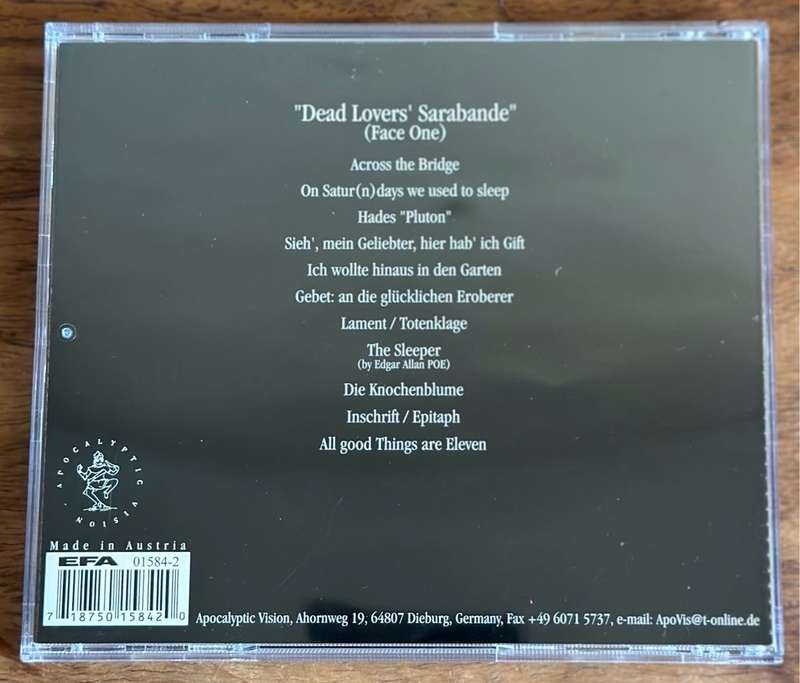 "Dead Lovers' Sarabande"
(Face One)
Across the Bridge
On Satur(n)days we used to sleep
Hades "Pluton"
Sieh', mein Geliebter, hier hab' ich Gift
Ich wollte hinaus in den Garten
Gebet: an die glücklichen Eroberer
Lament / Totenklage
The Sleeper
(by Edgar Allan POE)
Die Knochenblume
Inschrift / Epitaph
All good Things are Eleven
APOCALYPTIC VISION
Made in Austria
EFA 01584-2
7 18750 15842 0
Apocalyptic Vision, Ahornweg 19, 64807 Dieburg, Germany, Fax +49 6071 5737, e-mail: ApoVis@t-online.de